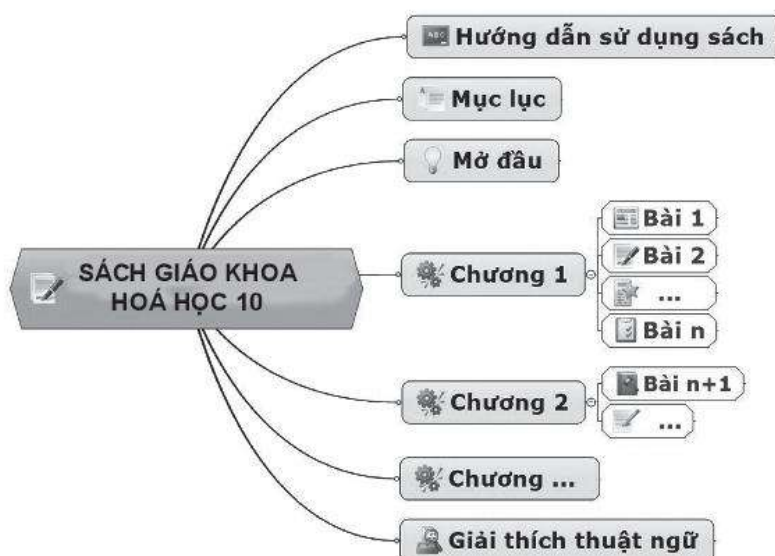 Hướng dẫn sử dụng sách
Mục lục
Mở đầu
SÁCH GIÁO KHOA
HOÁ HỌC 10
Chương 1
Bài 1
Bài 2
...
Bài n
Chương 2
Bài n+1
...
Chương ...
Giải thích thuật ngữ